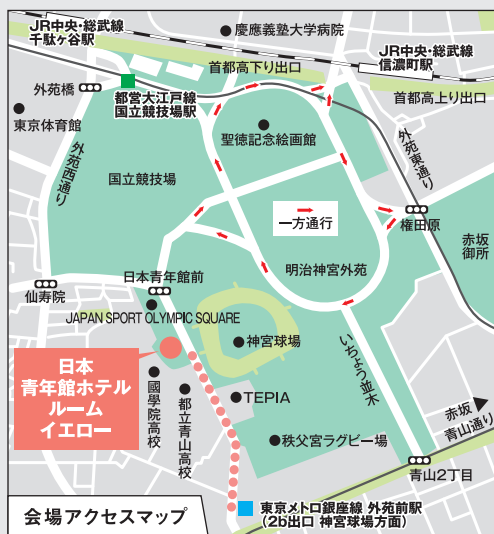 JR中央・総武線
千駄ヶ谷駅
慶應義塾大学病院
JR中央・総武線
信濃町駅
首都高下り出口
首都高上り出口
外苑橋
都営大江戸線
国立競技場駅
東京体育館
聖徳記念絵画館
外苑東通り
外苑西通り
国立競技場
一方通行
権田原
赤坂
御所
日本青年館前
明治神宮外苑
仙寿院
JAPAN SPORT OLYMPIC SQUARE
神宮球場
いちょう並木
日本
青年館ホテル
ルーム
イエロー
國學院高校
都立青山高校
TEPIA
秩父宮ラグビー場
赤坂
青山通り
青山2丁目
会場アクセスマップ
東京メトロ銀座線 外苑前駅
(2b出口 神宮球場方面)